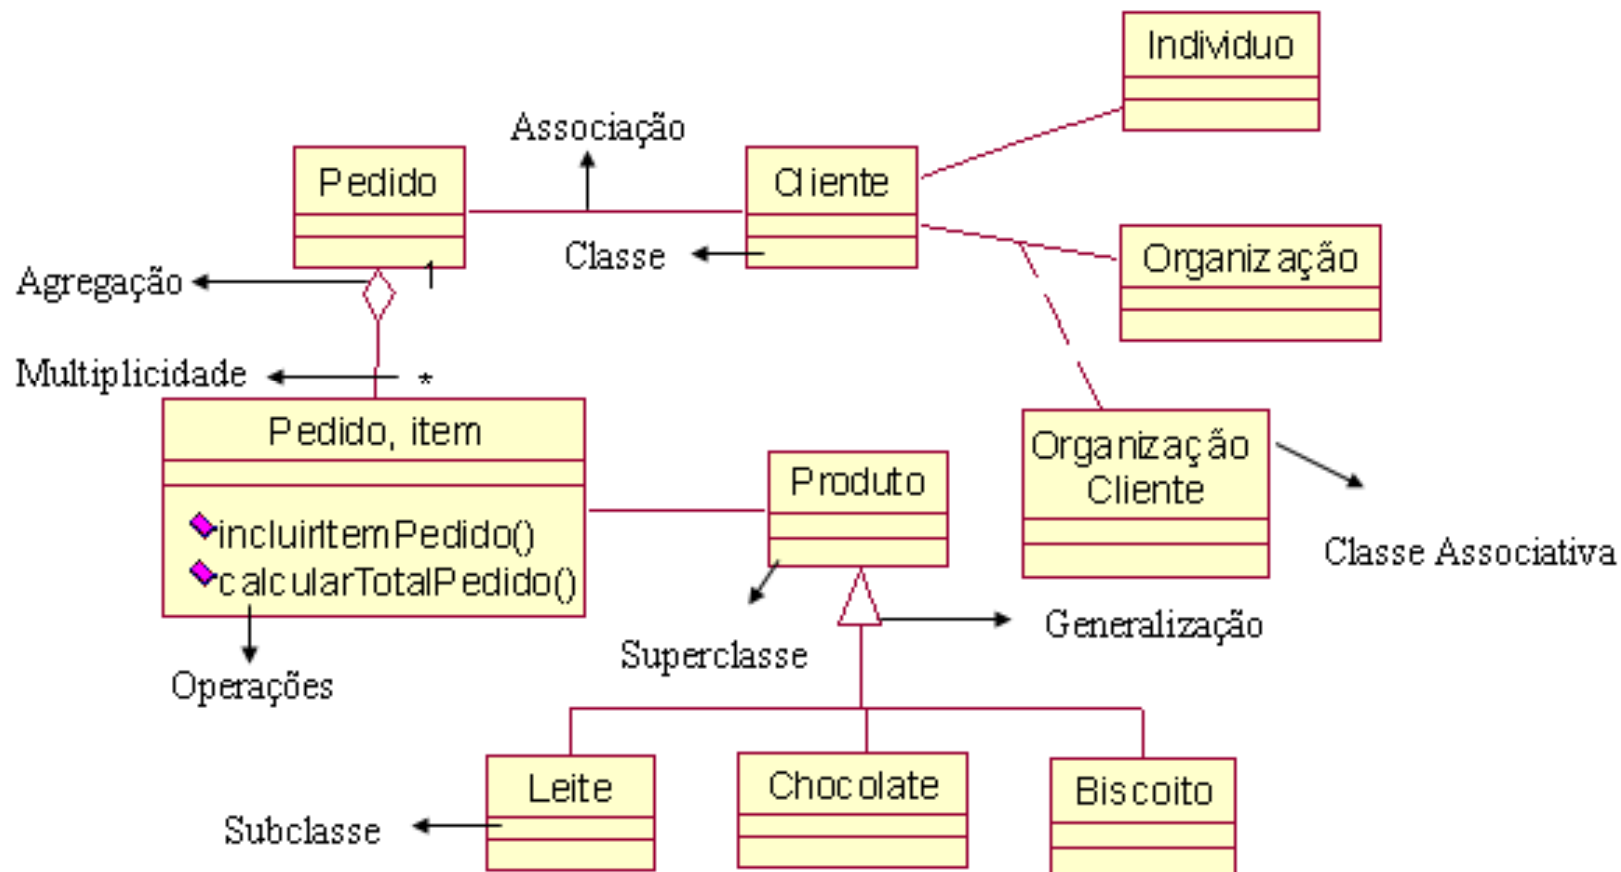 Individuo
Associação
Pedido
Cliente
Classe
Organização
Agregação
1
Multiplicidade
*
Pedido, item
Organização
Cliente
Produto
incluirItemPedido()
calcularTotalPedido()
Classe Associativa
Generalização
Superclasse
Operações
Leite
Chocolate
Biscoito
Subclasse